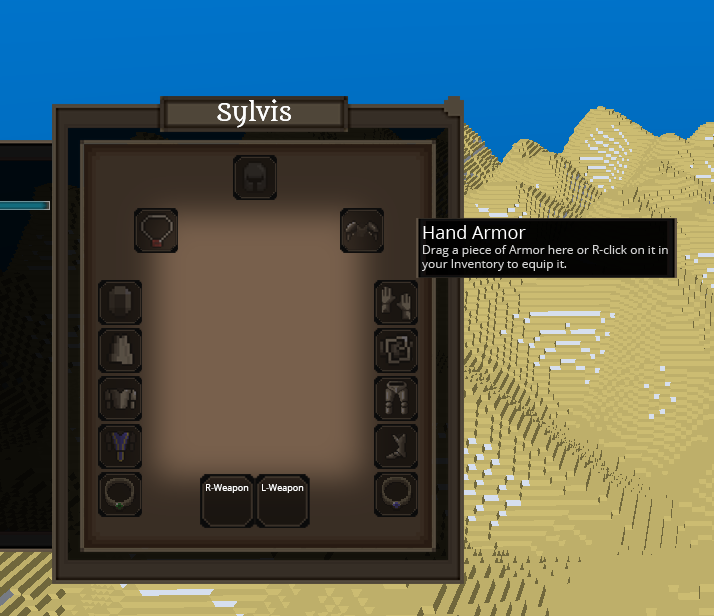 Sylvis
Hand Armor
Drag a piece of Armor here or R-click on it in
your Inventory to equip it.
R-Weapon
L-Weapon